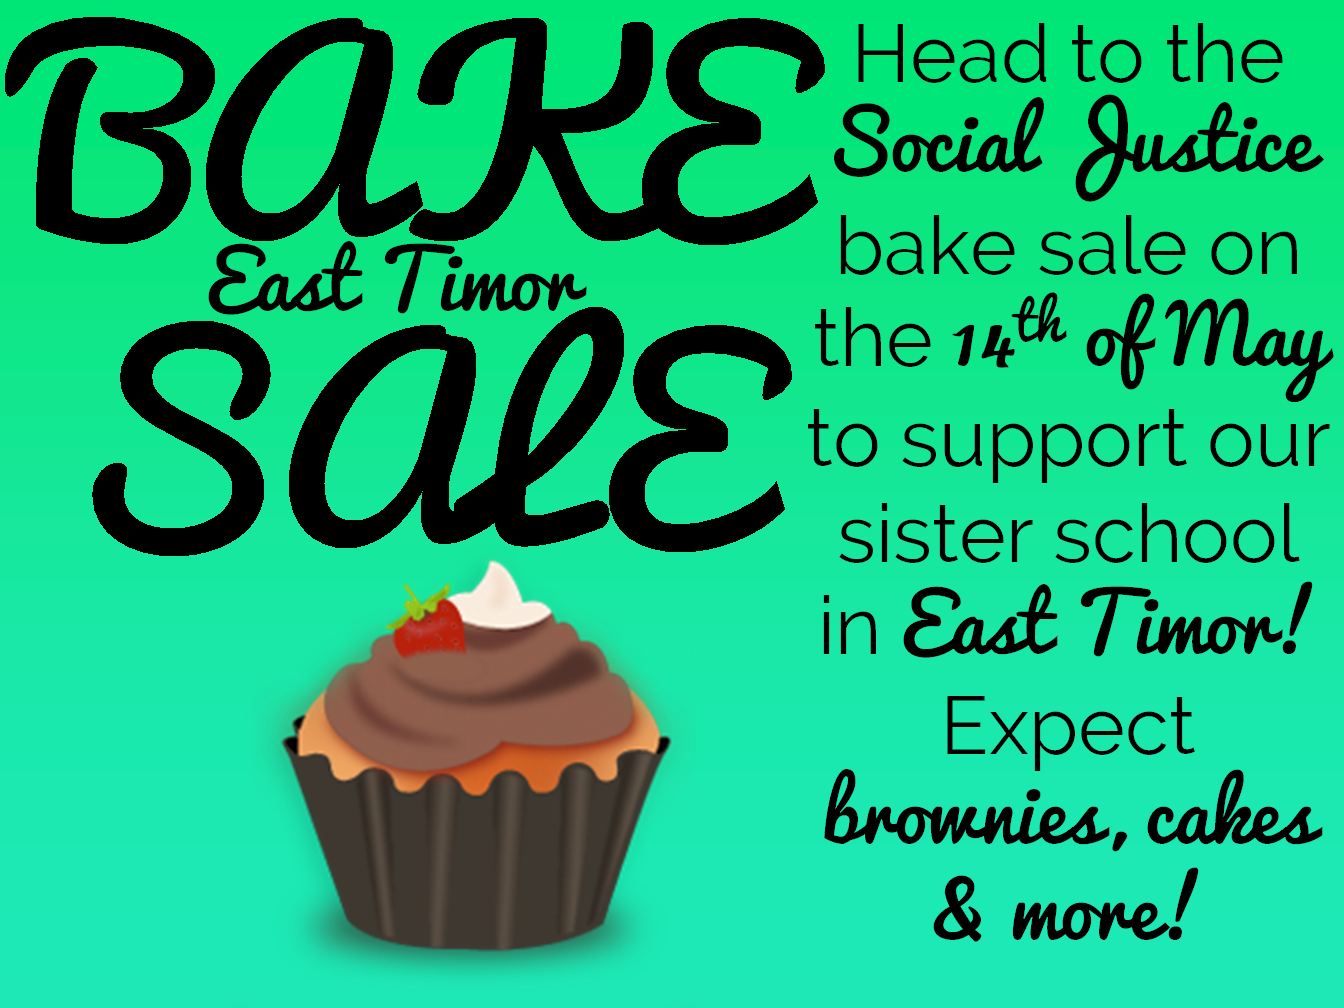 BAKE
East Timor
SALE
Head to the
Social Justice
bake sale on
the 14th of May
to support our
sister school
in East Timor!
Expect
brownies, cakes
& more!